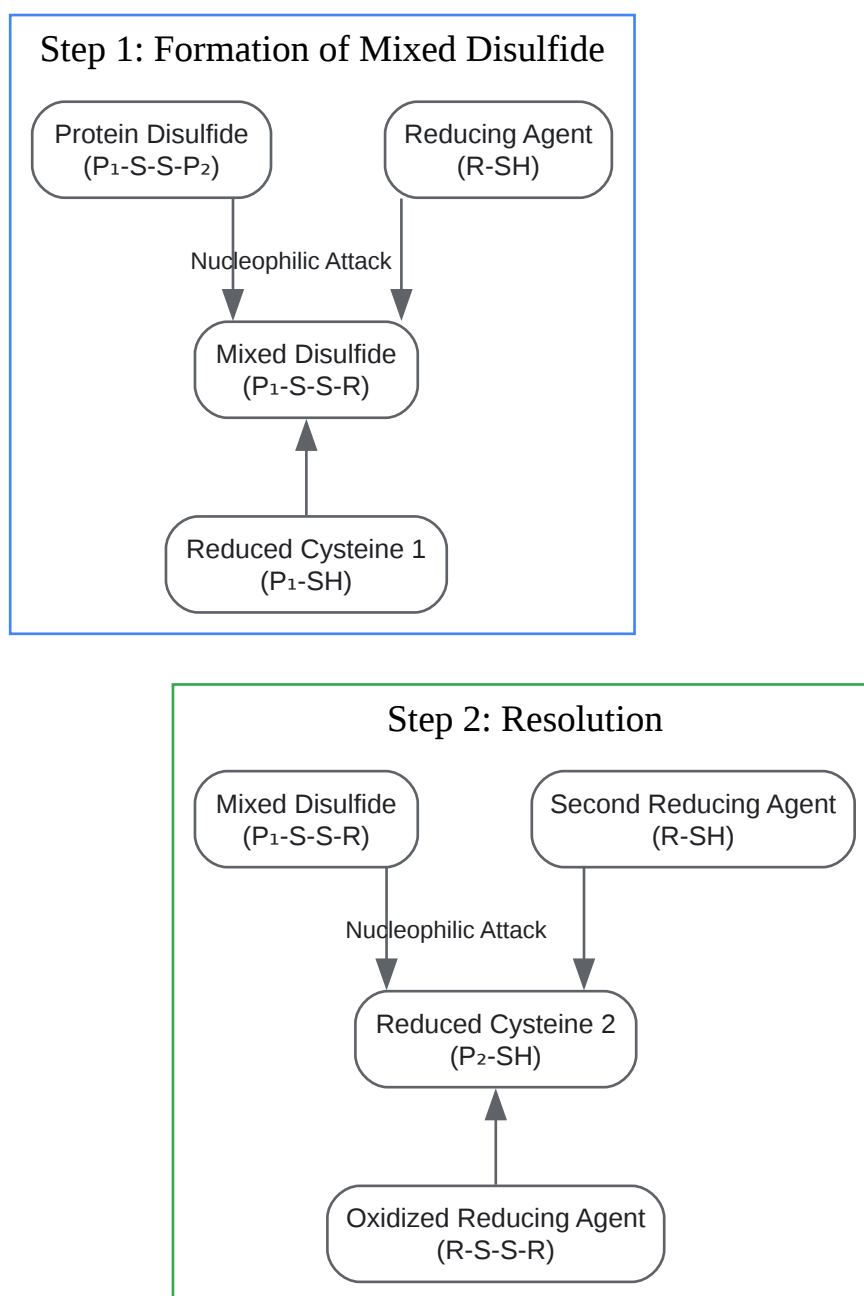 Step 1: Formation of Mixed Disulfide
Protein Disulfide
(P₁-S-S-P₂)
Reducing Agent
(R-SH)
Nucleophilic Attack
Mixed Disulfide
(P₁-S-S-R)
Reduced Cysteine 1
(P₁-SH)
Step 2: Resolution
Mixed Disulfide
(P₁-S-S-R)
Second Reducing Agent
(R-SH)
Nucleophilic Attack
Reduced Cysteine 2
(P₂-SH)
Oxidized Reducing Agent
(R-S-S-R)